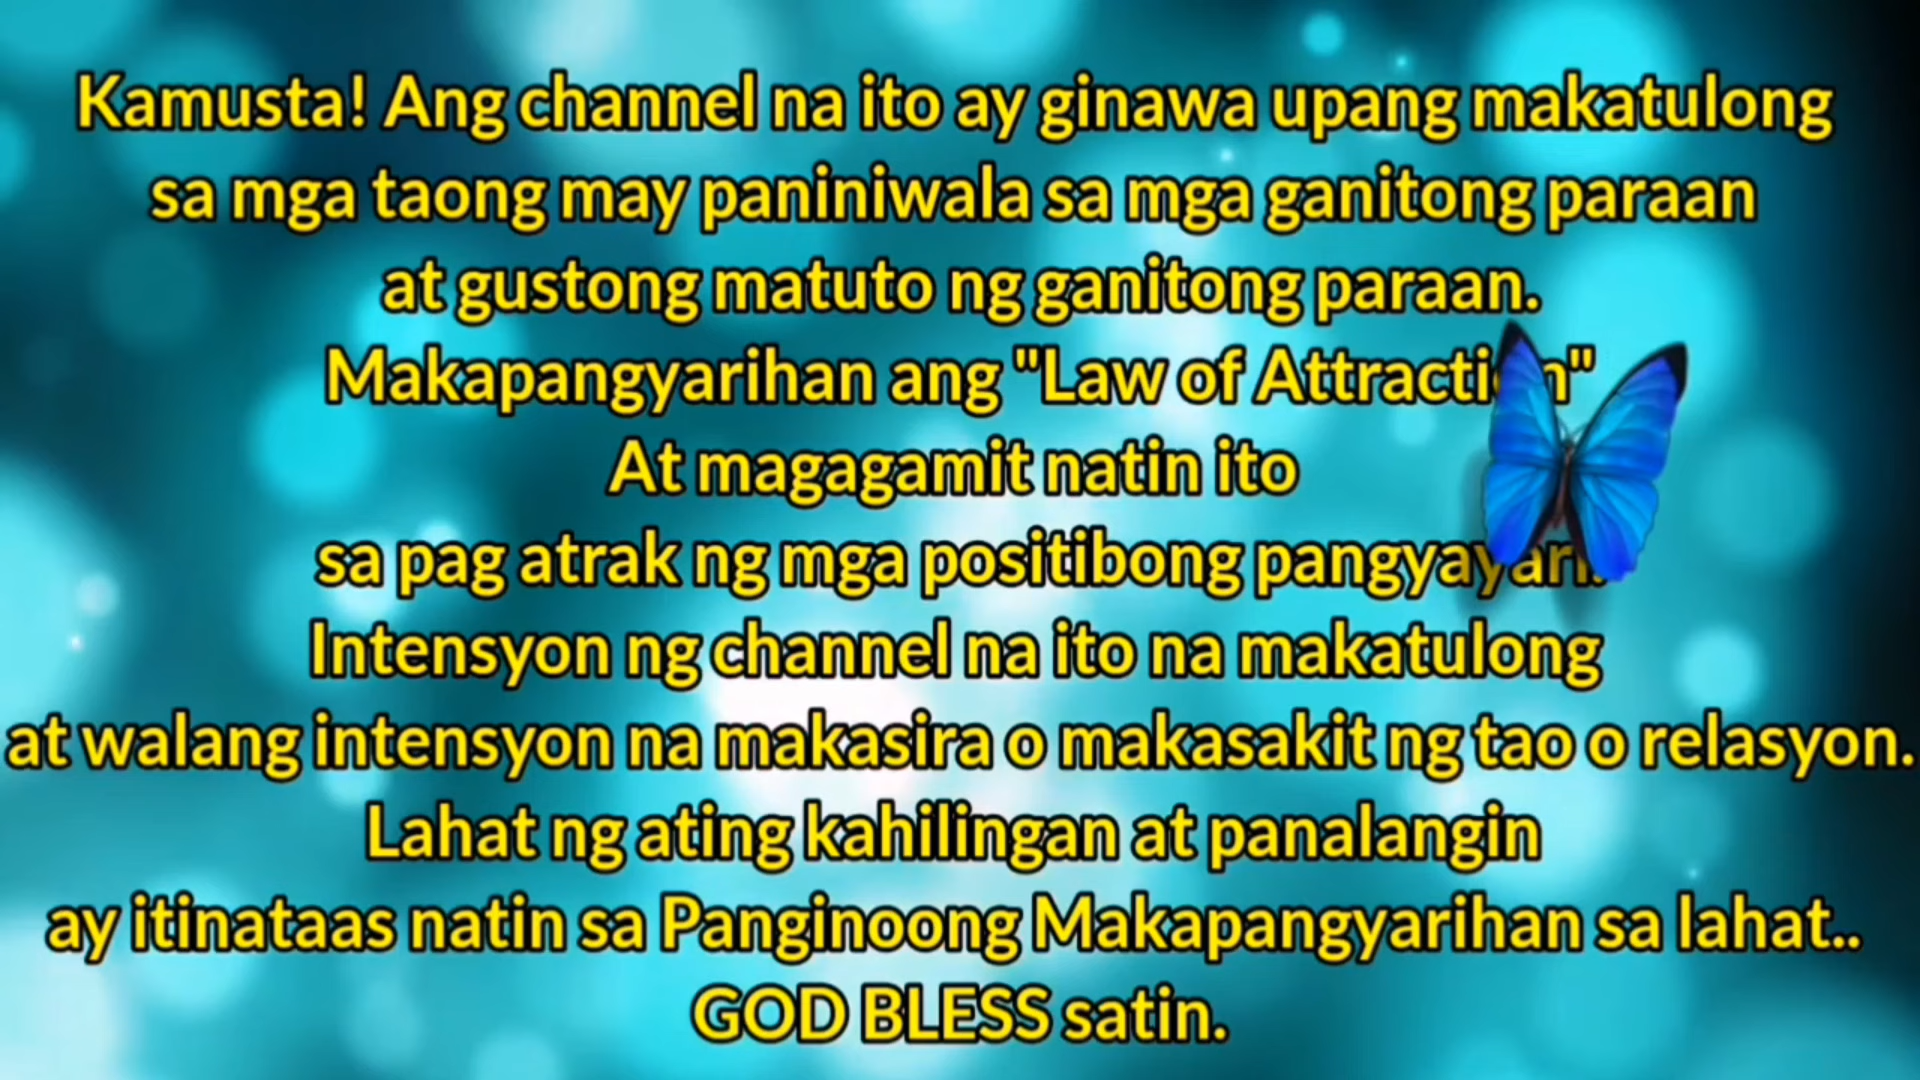 Kamusta! Ang channel na ito ay ginawa upang makatulong
sa mga taong may paniniwala sa mga ganitong paraan
at gustong matuto ng ganitong paraan.
Makapangyarihan ang "Law of Attraction"
At magagamit natin ito
sa pag atrak ng mga positibong pangyayari.
Intensyon ng channel na ito na makatulong
at walang intensyon na makasira o makasakit ng tao o relasyon.
Lahat ng ating kahilingan at panalangin
ay itinataas natin sa Panginoong Makapangyarihan sa lahat..
GOD BLESS satin.